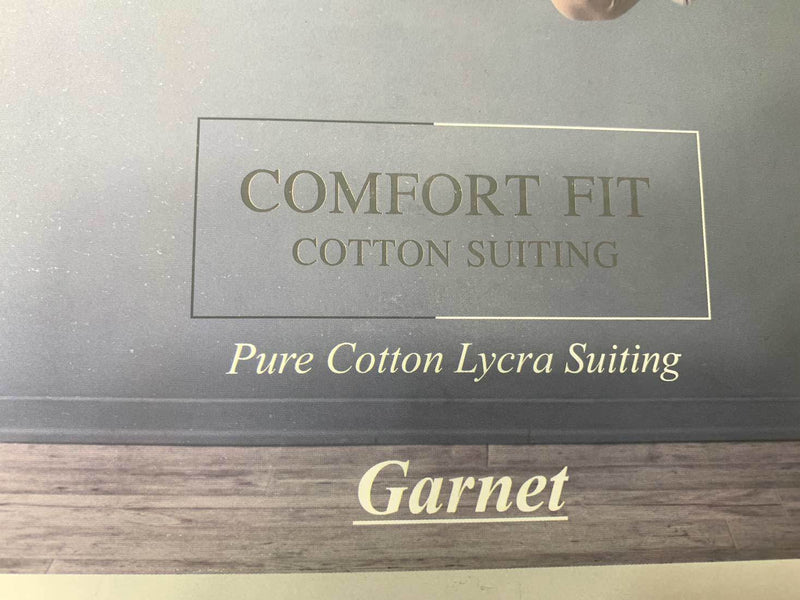 COMFORT FIT
COTTON SUITING
Pure Cotton Lycra Suiting
Garnet